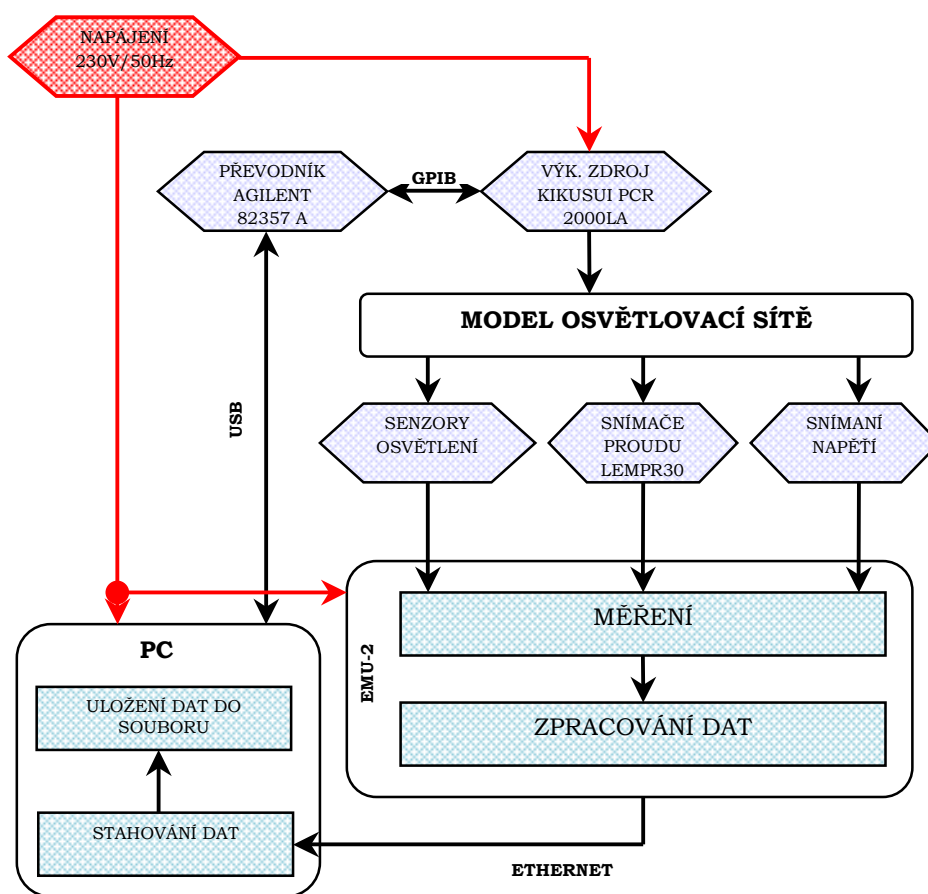 NAPÁJENÍ
230V/50Hz
PŘEVODNÍK
AGILENT
82357 A
GPIB
VÝK. ZDROJ
KIKUSUI PCR
2000LA
MODEL OSVĚTLOVACÍ SÍTĚ
USB
SENZORY
OSVĚTLENÍ
SNÍMAČE
PROUDU
LEMPR30
SNÍMANÍ
NAPĚŤÍ
EMU-2
MĚŘENÍ
ZPRACOVÁNÍ DAT
PC
ULOŽENÍ DAT DO
SOUBORU
STAHOVÁNÍ DAT
ETHERNET